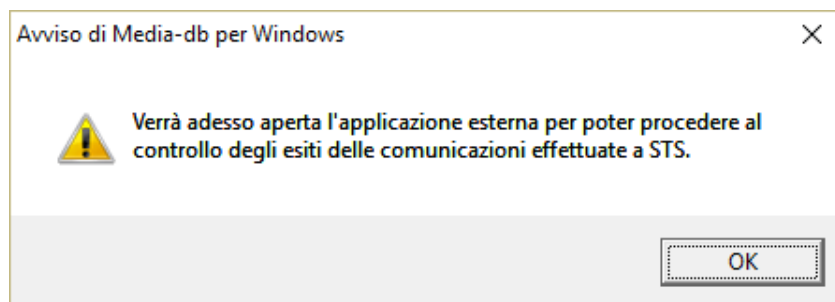 Avviso di Media-db per Windows
Verrà adesso aperta l'applicazione esterna per poter procedere al
controllo degli esiti delle comunicazioni effettuate a STS.
OK